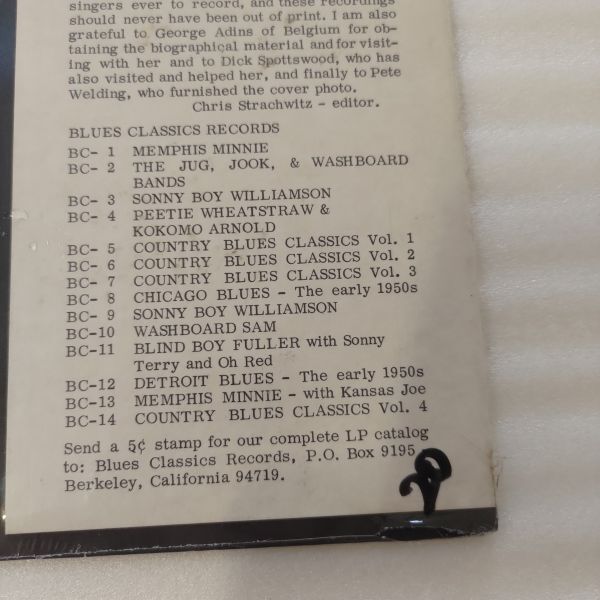 singers ever to record, and these recordings
should never have been out of print. I am also
grateful to George Adins of Belgium for ob-
taining the biographical material and for visit-
ing with her and to Dick Spottswood, who has
also visited and helped her, and finally to Pete
Welding, who furnished the cover photo.
Chris Strachwitz - editor.
BLUES CLASSICS RECORDS
BC- 1 MEMPHIS MINNIE
BC- 2 THE JUG, JOOK, & WASHBOARD
BANDS
BC- 3 SONNY BOY WILLIAMSON
BC- 4 PEETIE WHEATSTRAW &
KOKOMO ARNOLD
BC- 5 COUNTRY BLUES CLASSICS Vol. 1
BC- 6 COUNTRY BLUES CLASSICS Vol. 2
BC- 7 COUNTRY BLUES CLASSICS Vol. 3
BC- 8 CHICAGO BLUES - The early 1950s
BC- 9 SONNY BOY WILLIAMSON
BC-10 WASHBOARD SAM
BC-11 BLIND BOY FULLER with Sonny
Terry and Oh Red
BC-12 DETROIT BLUES - The early 1950s
BC-13 MEMPHIS MINNIE - with Kansas Joe
BC-14 COUNTRY BLUES CLASSICS Vol. 4
Send a 5¢ stamp for our complete LP catalog
to: Blues Classics Records, P.O. Box 9195
Berkeley, California 94719.